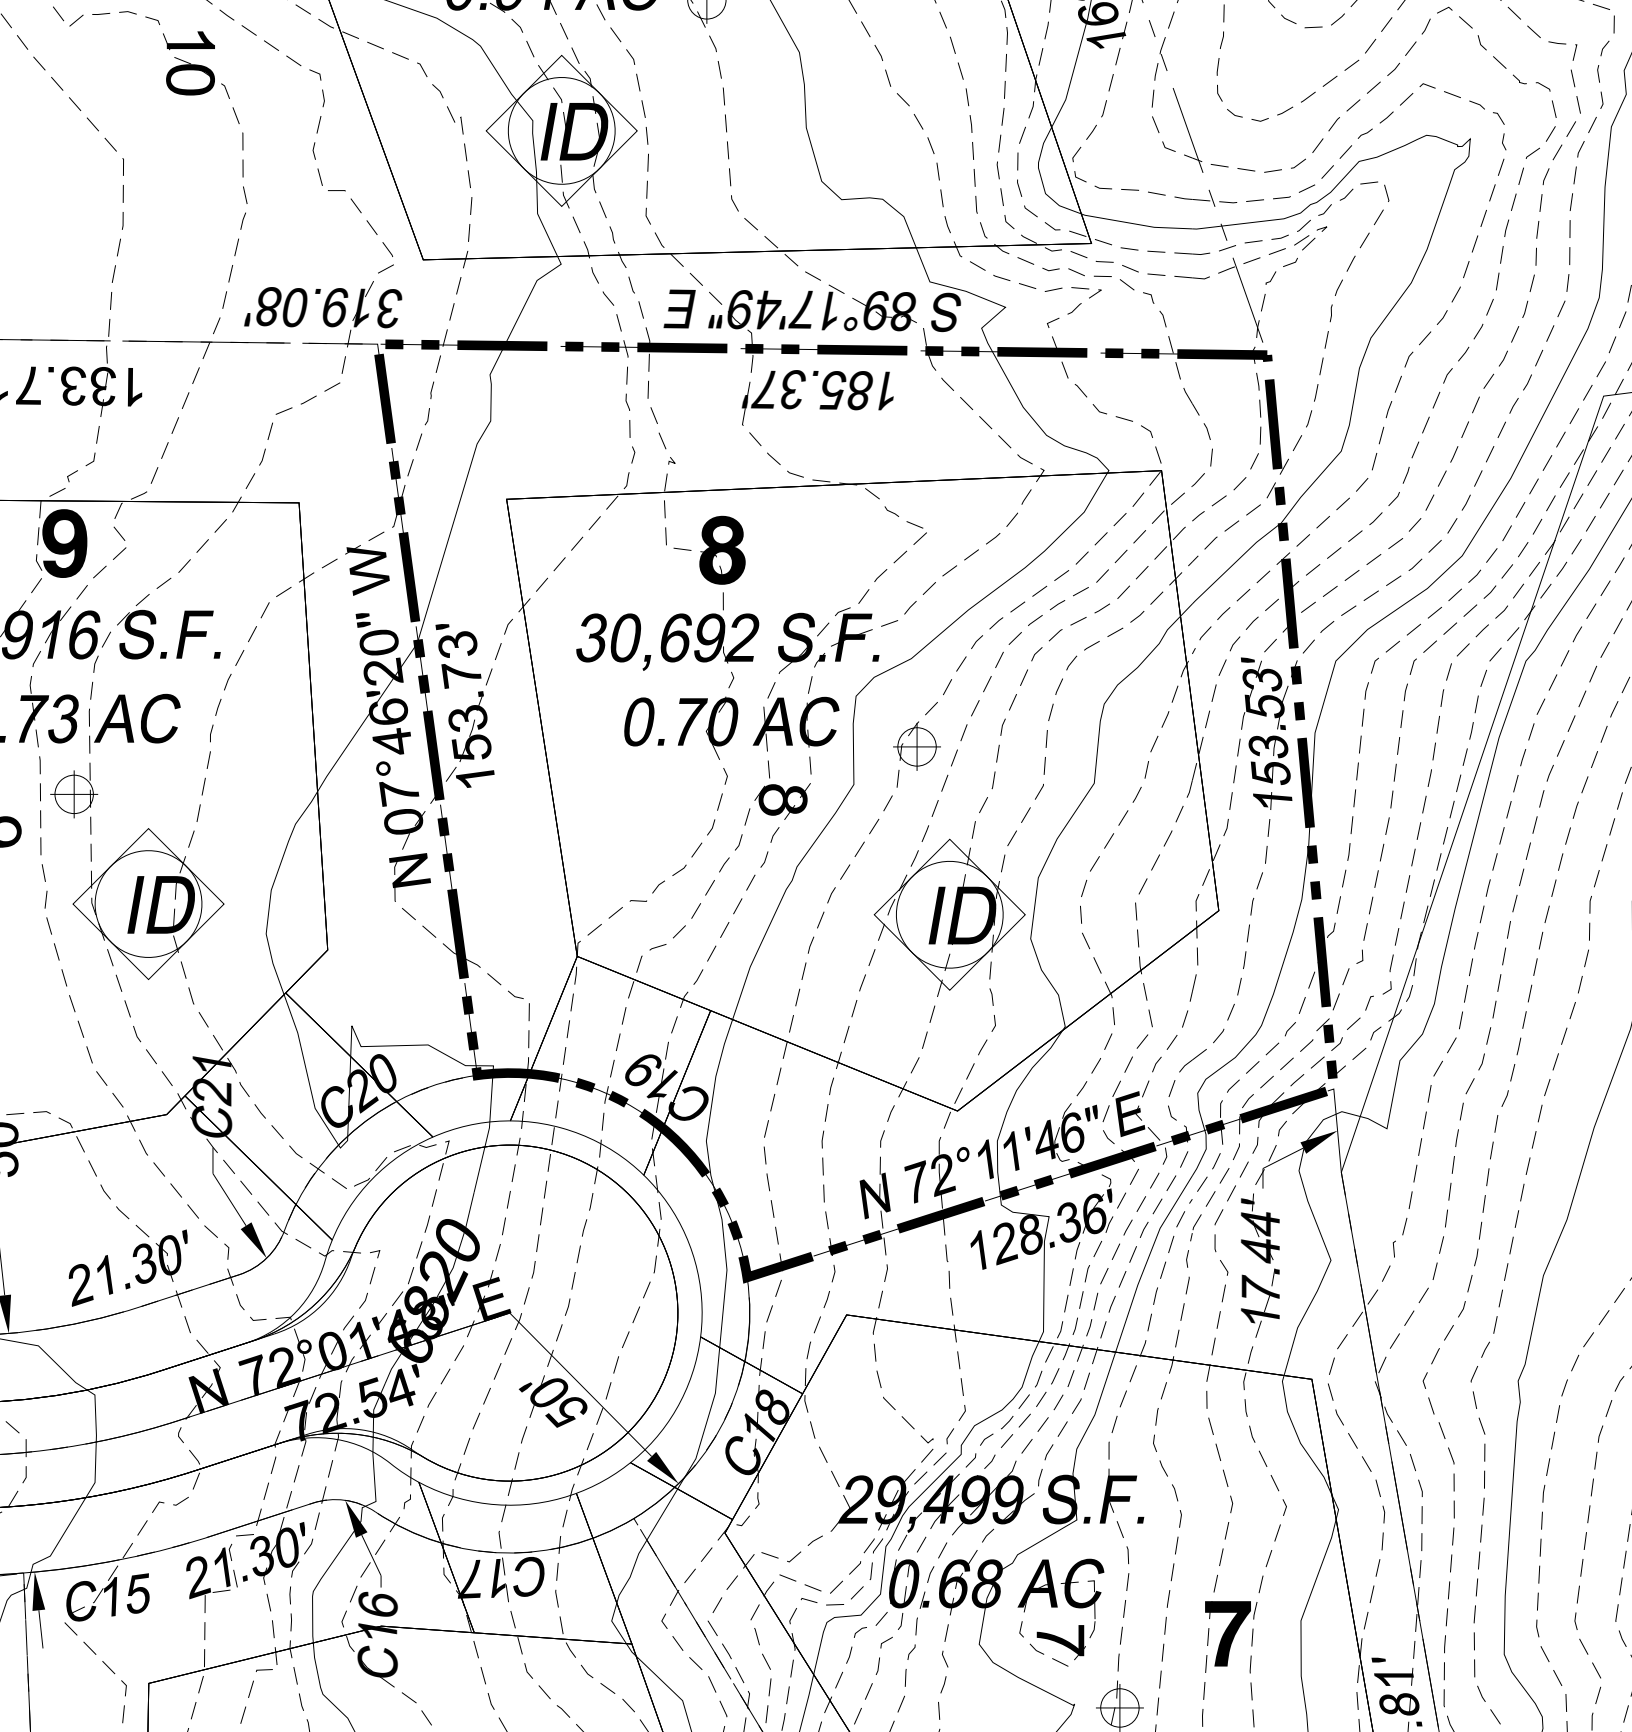 10
ID
319.08'
S 89°17'49" E
185.37'
9
916 S.F.
.73 AC
ID
N 07°46'20" W
153.73'
8
30,692 S.F.
0.70 AC
8
ID
153.53'
C21
C20
C19
N 72°11'46" E
128.36'
17.44'
21.30'
6820
N 72°01'48" E
72.54'
50'
C18
29,499 S.F.
0.68 AC
7
7
C15
21.30'
C16
C17
.81'